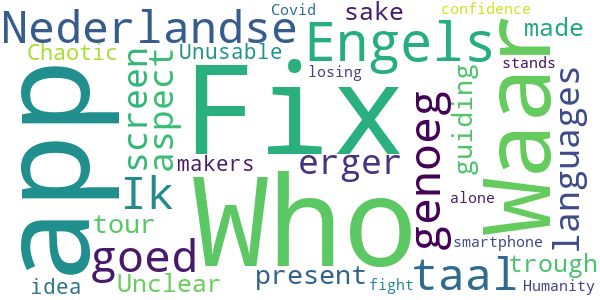 Covid
confidence
Nederlandse
sake
made
Chaotic
Unusable
Engels
stands
losing
app
screen
aspect
Fix
Waar
guiding
languages
makers
erger
genoeg
Ik
Who
alone
tour
goed
smartphone
present
taal
trough
idea
Unclear
fight
Humanity